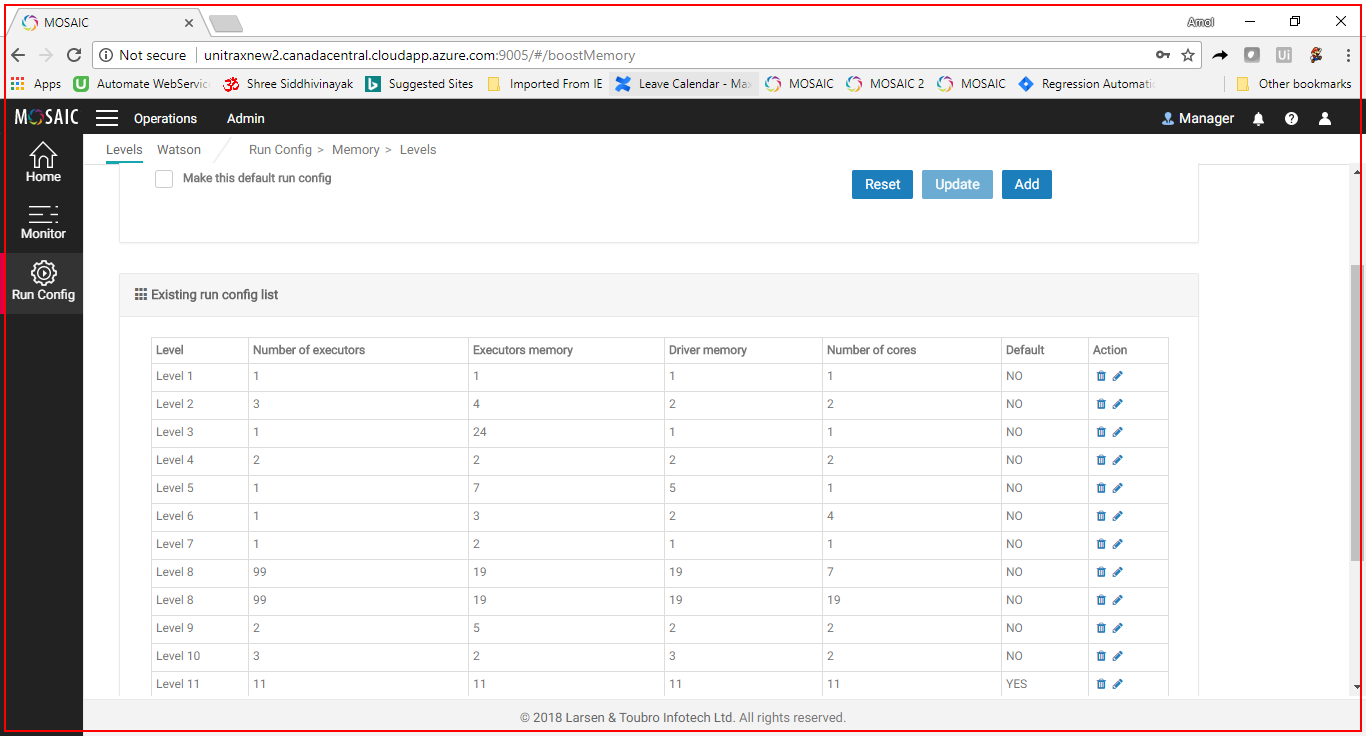 MOSAIC
Amol
Not secure unitraxnew2.canadacentral.cloudapp.azure.com:9005/#/boostMemory
Apps Automate WebServic Shree Siddhivinayak Suggested Sites Imported From IE Leave Calendar - Max MOSAIC MOSAIC 2 MOSAIC Regression Automatic Other bookmarks
MOSAIC Operations Admin Manager
Levels Watson Run Config > Memory > Levels
Home
Monitor
Run Config
Make this default run config Reset Update Add
Existing run config list
Level Number of executors Executors memory Driver memory Number of cores Default Action
Level 1 1 1 1 1 NO
Level 2 3 4 2 2 NO
Level 3 1 24 1 1 NO
Level 4 2 2 2 2 NO
Level 5 1 7 5 1 NO
Level 6 1 3 2 4 NO
Level 7 1 2 1 1 NO
Level 8 99 19 19 7 NO
Level 8 99 19 19 19 NO
Level 9 2 5 2 2 NO
Level 10 3 2 3 2 NO
Level 11 11 11 11 11 YES
© 2018 Larsen & Toubro Infotech Ltd. All rights reserved.